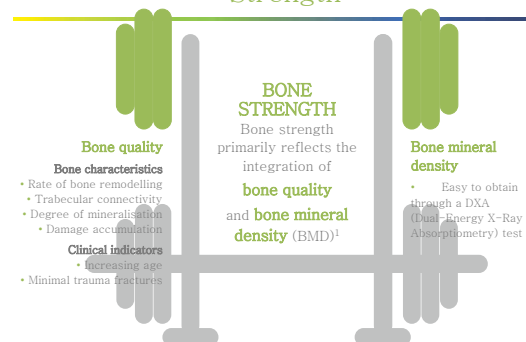 Strength
BONE
STRENGTH
Bone strength
primarily reflects the
integration of
bone quality
and bone mineral
density (BMD)¹
Bone quality
Bone characteristics
• Rate of bone remodelling
• Trabecular connectivity
• Degree of mineralisation
• Damage accumulation
Clinical indicators
• Increasing age
• Minimal trauma fractures
Bone mineral
density
• Easy to obtain
through a DXA
(Dual-Energy X-Ray
Absorptiometry) test